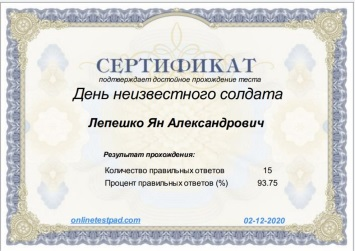 СЕРТИФИКАТ
подтверждает достойное прохождение теста
День неизвестного солдата
Лепешко Ян Александрович
Результат прохождения:
Количество правильных ответов 15
Процент правильных ответов (%) 93.75
onlinetestpad.com 02-12-2020